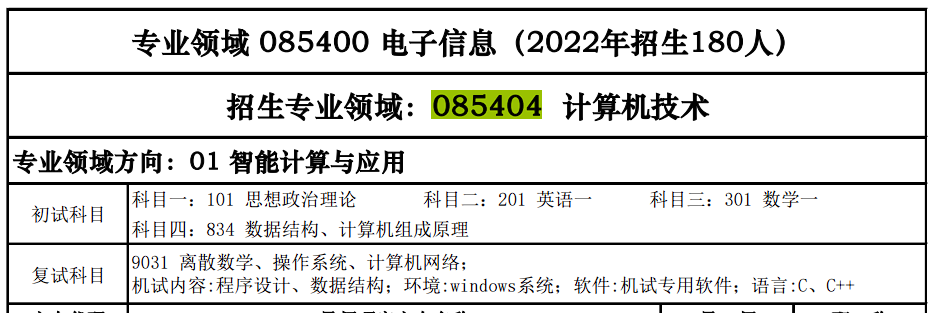 专业领域 085400 电子信息（2022年招生180人）
招生专业领域：085404 计算机技术
专业领域方向：01 智能计算与应用
初试科目
科目一：101 思想政治理论 科目二：201 英语一 科目三：301 数学一
科目四：834 数据结构、计算机组成原理
复试科目
9031 离散数学、操作系统、计算机网络；
机试内容:程序设计、数据结构；环境:windows系统；软件:机试专用软件；语言:C、C++